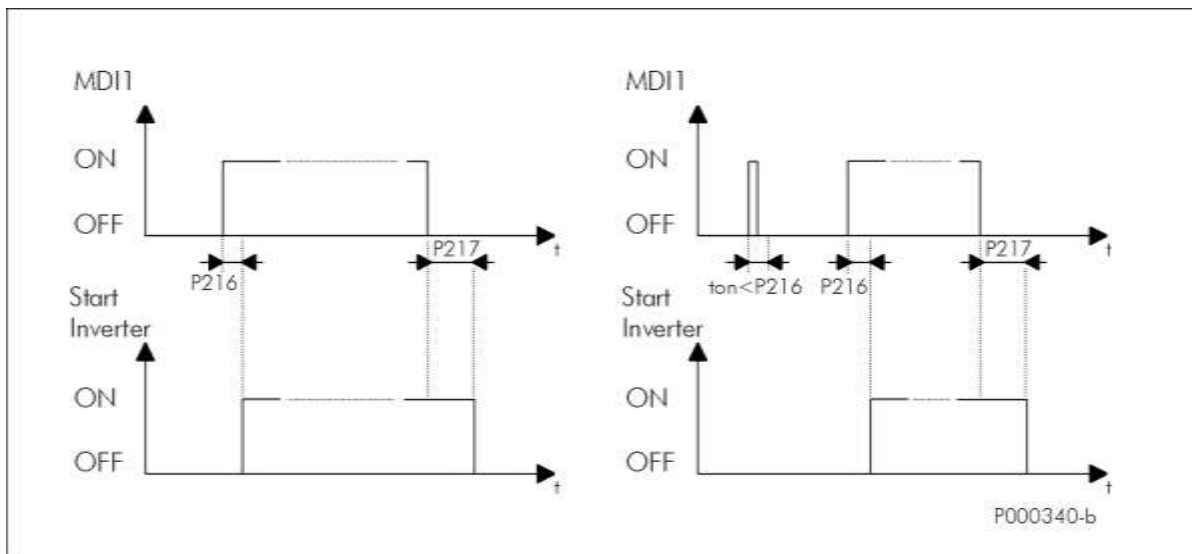 MDI1
ON
OFF
t
P216
P217
Start
Inverter
ON
OFF
t
MDI1
ON
OFF
t
ton<P216
P216
P217
Start
Inverter
ON
OFF
t
P000340-b